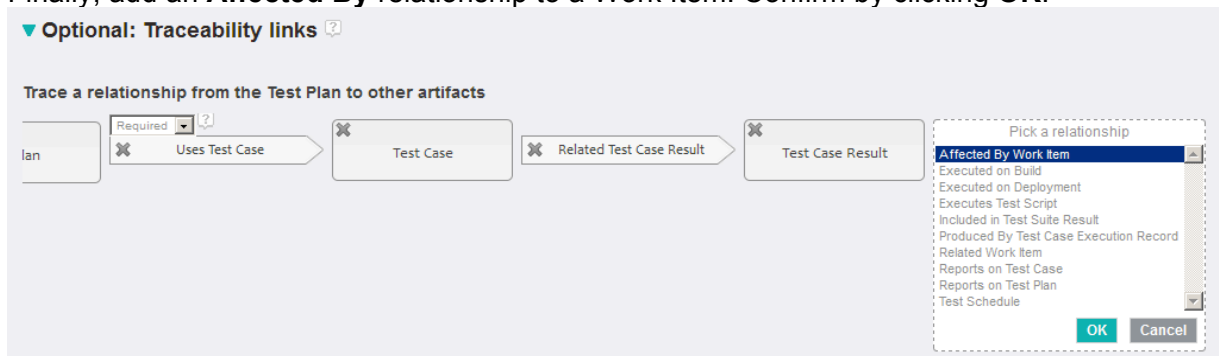 Finally, add an Affected By relationship to a Work Item. Confirm by clicking OK.
Optional: Traceability links ?
Trace a relationship from the Test Plan to other artifacts
Required ?
lan
Uses Test Case
Test Case
Related Test Case Result
Test Case Result
Pick a relationship
Affected By Work Item
Executed on Build
Executed on Deployment
Executes Test Script
Included in Test Suite Result
Produced By Test Case Execution Record
Related Work Item
Reports on Test Case
Reports on Test Plan
Test Schedule
OK Cancel